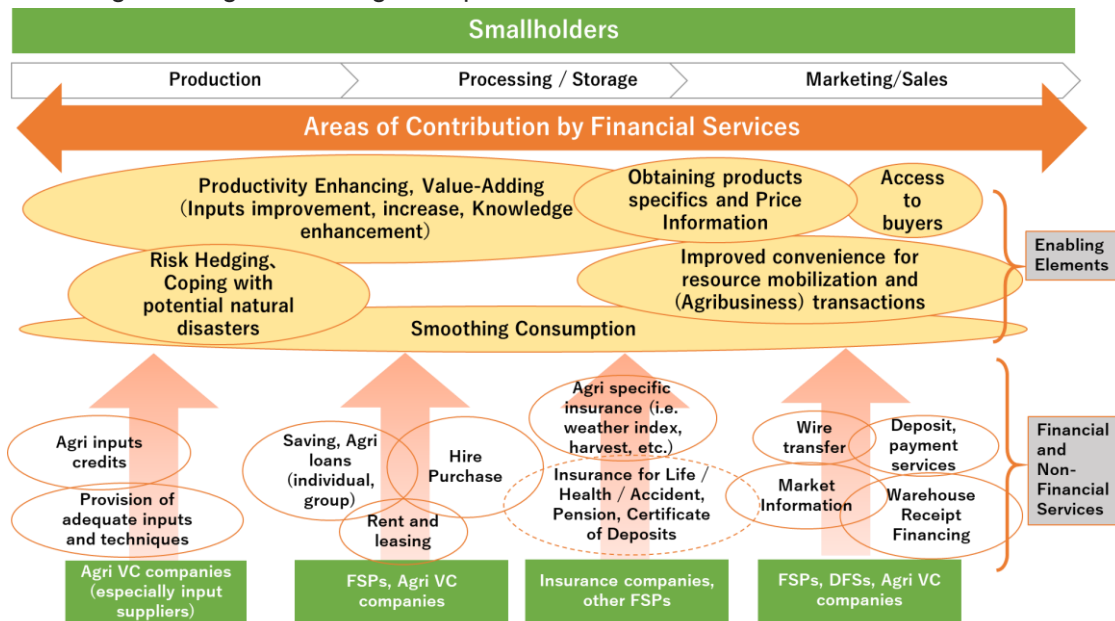 Smallholders
Production
Processing / Storage
Marketing/Sales
Areas of Contribution by Financial Services
Productivity Enhancing, Value-Adding
(Inputs improvement, increase, Knowledge
enhancement)
Obtaining products
specifics and Price
Information
Access
to
buyers
Risk Hedging、
Coping with
potential natural
disasters
Improved convenience for
resource mobilization and
(Agribusiness) transactions
Smoothing Consumption
Enabling
Elements
Agri inputs
credits
Provision of
adequate inputs
and techniques
Saving, Agri
loans
(individual,
group)
Hire
Purchase
Rent and
leasing
Agri specific
insurance (i.e.
weather index,
harvest, etc.)
Insurance for Life /
Health / Accident,
Pension, Certificate
of Deposits
Wire
transfer
Deposit,
payment
services
Market
Information
Warehouse
Receipt
Financing
Financial
and
Non-
Financial
Services
Agri VC companies
(especially input
suppliers)
FSPs, Agri VC
companies
Insurance companies,
other FSPs
FSPs, DFSs, Agri VC
companies